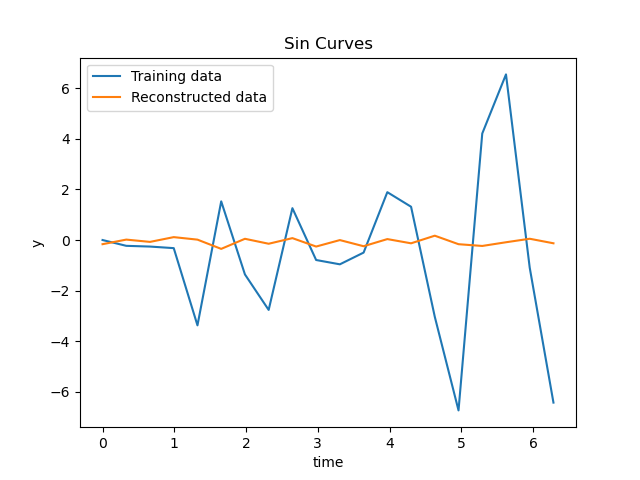 Sin Curves
Training data
Reconstructed data
6
4
2
0
−2
−4
−6
y
0 1 2 3 4 5 6
time